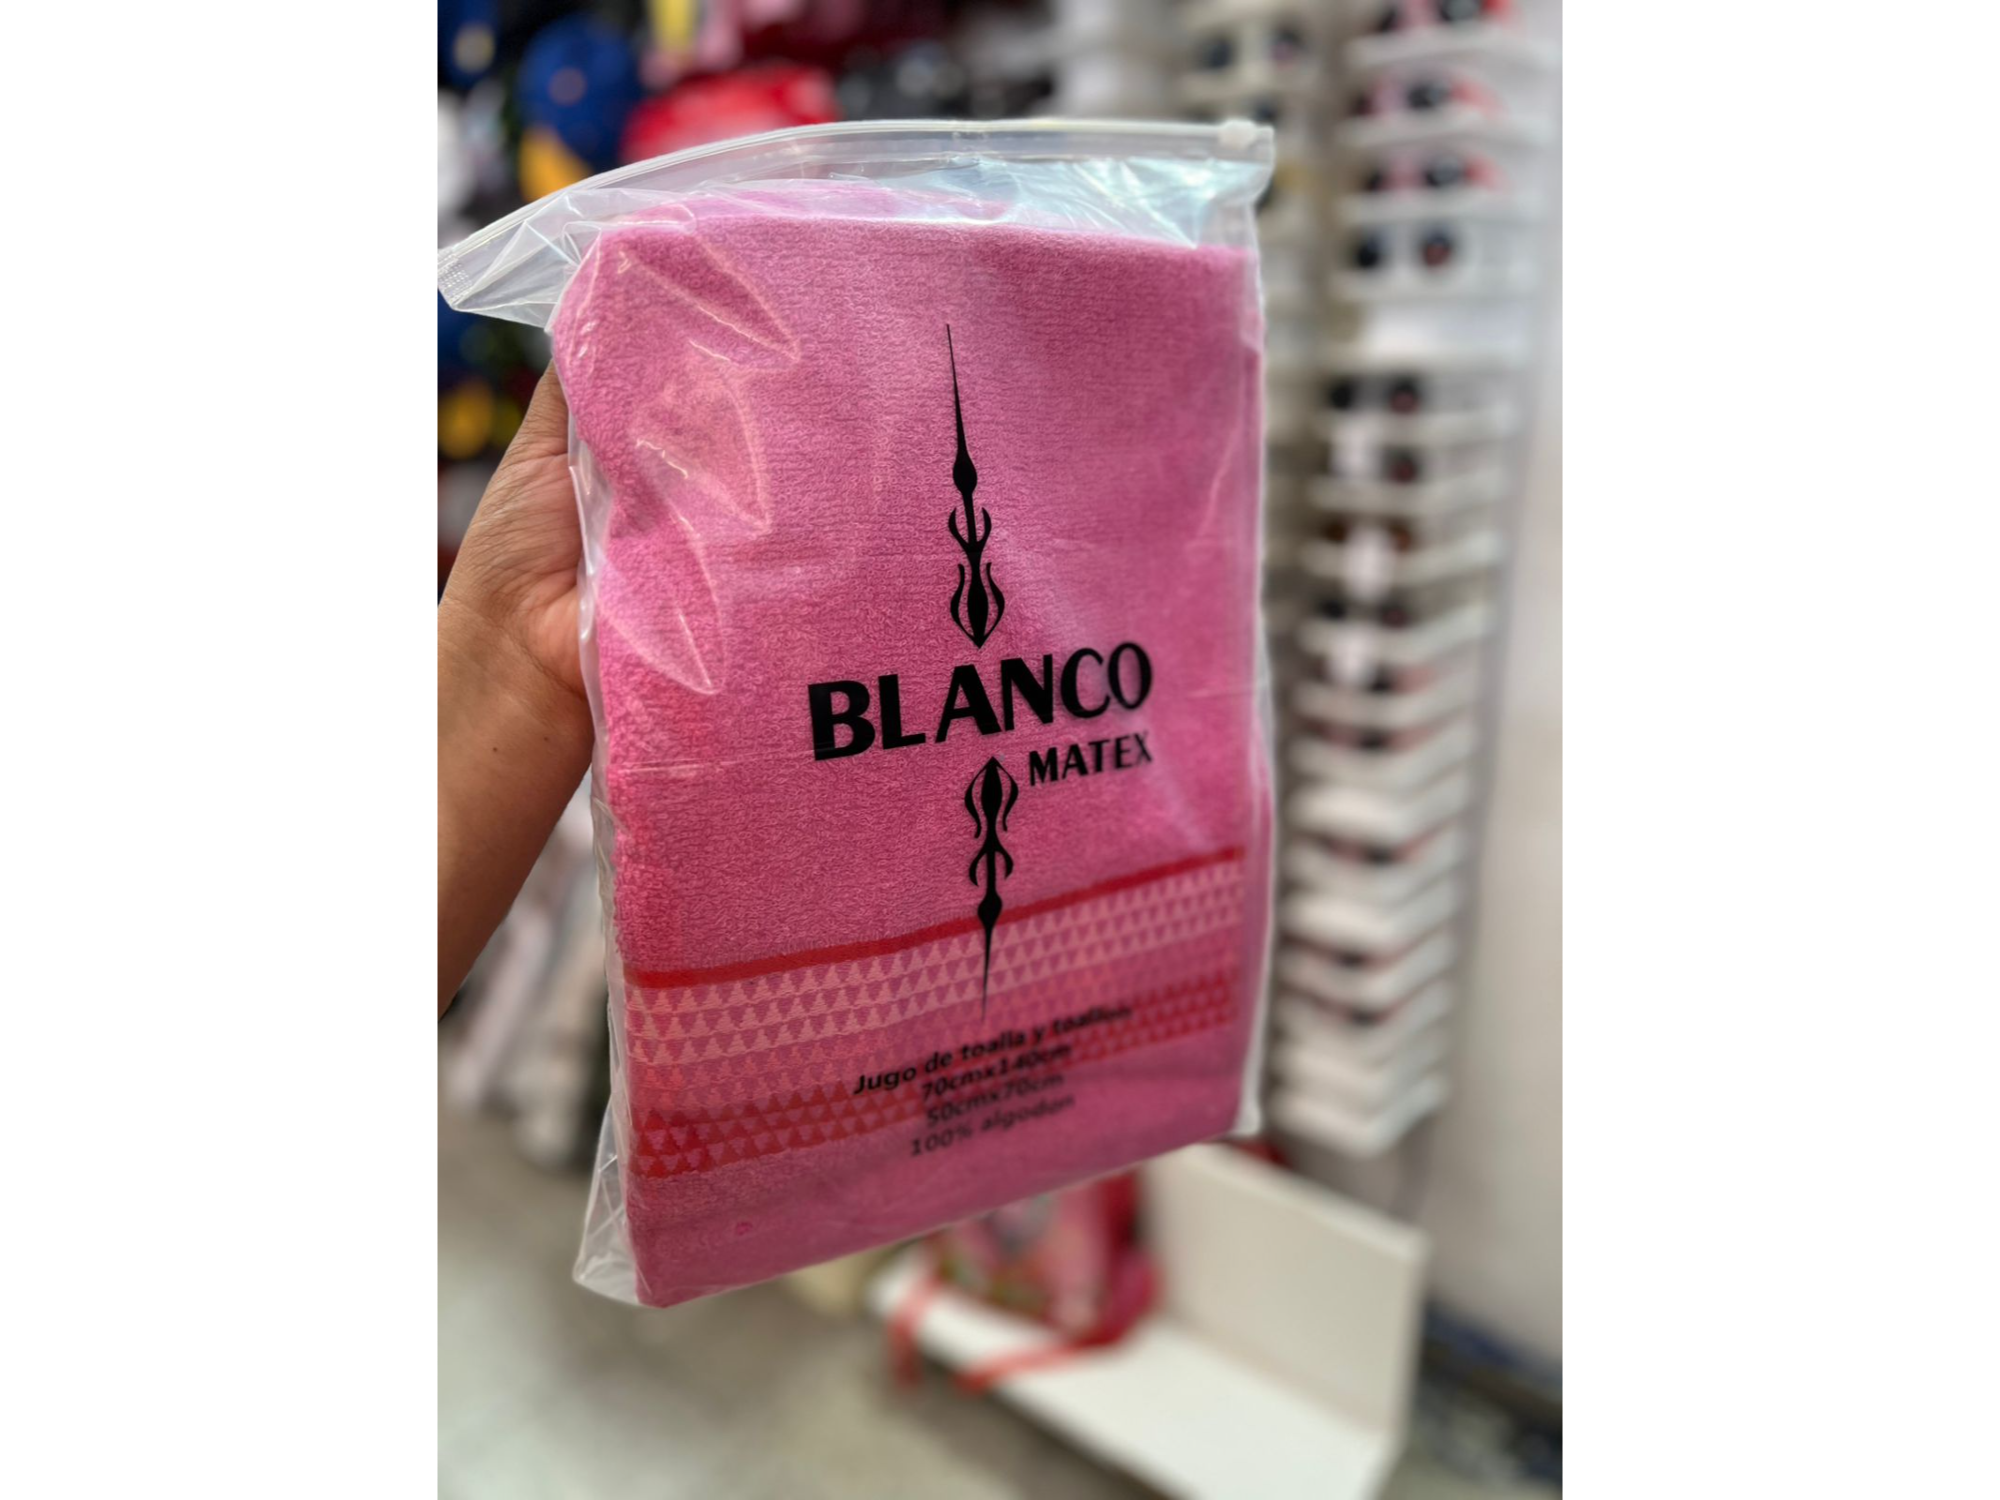 BLANCO
MATEX
Jugo de toalla y toallon
70cmx140cm
50cmx70cm
100% algodon